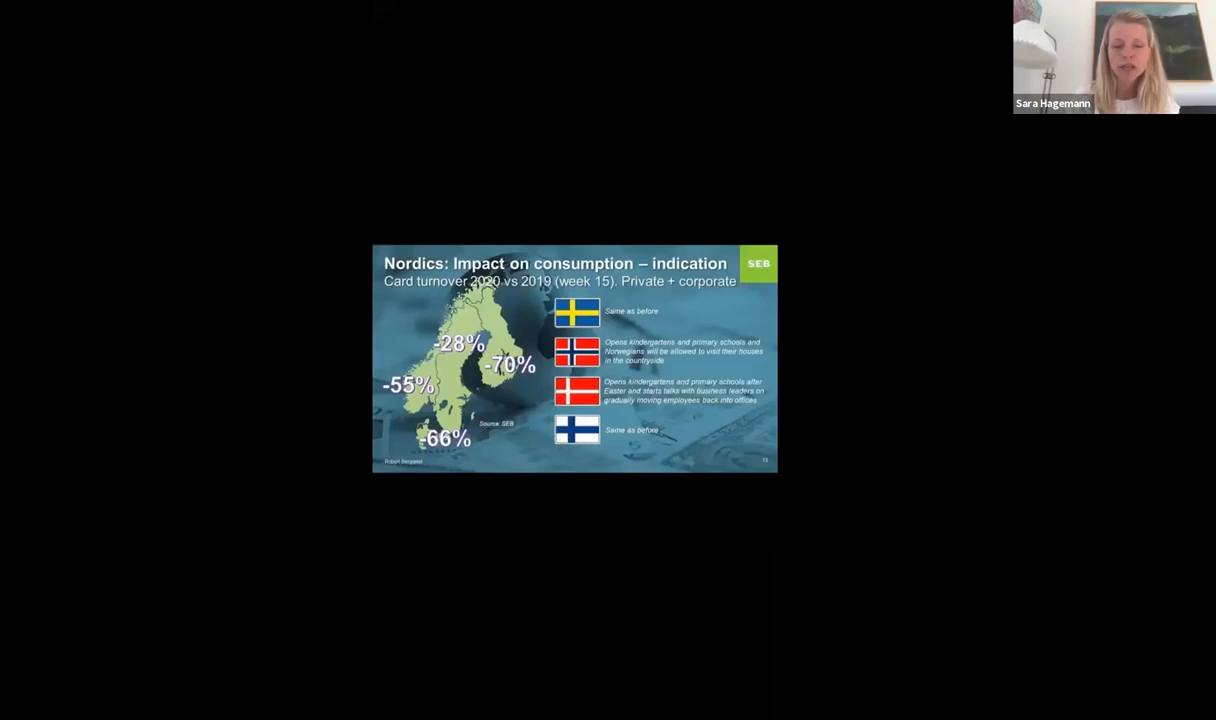 Sara Hagemann
Nordics: Impact on consumption – indication
SEB
Card turnover 2020 vs 2019 (week 15). Private + corporate
Same as before
-28%
-70%
-55%
-66%
Opens kindergartens and primary schools and
Norwegians will be allowed to visit their houses
in the countryside
Opens kindergartens and primary schools after
Easter and starts talks with business leaders on
gradually moving employees back into offices
Source: SEB
Same as before
Robert Bergqvist
13